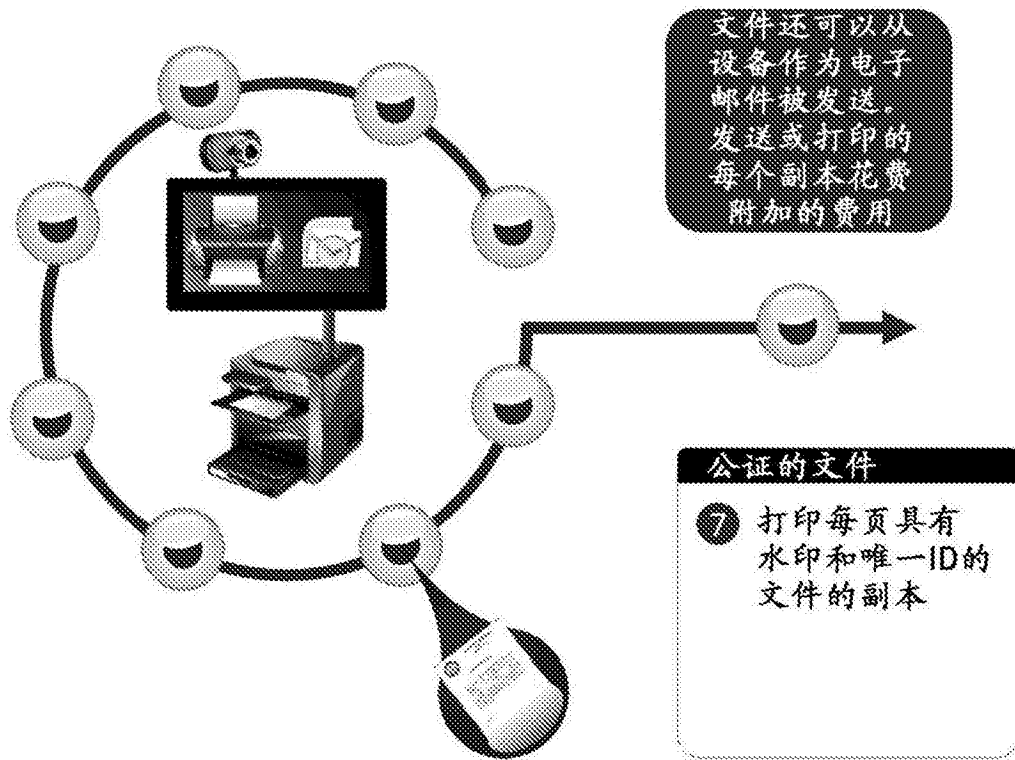 文件还可以从
设备作为电子
邮件被发送。
发送或打印的
每个副本花费
附加的费用
公证的文件
7 打印每页具有
水印和唯一ID的
文件的副本